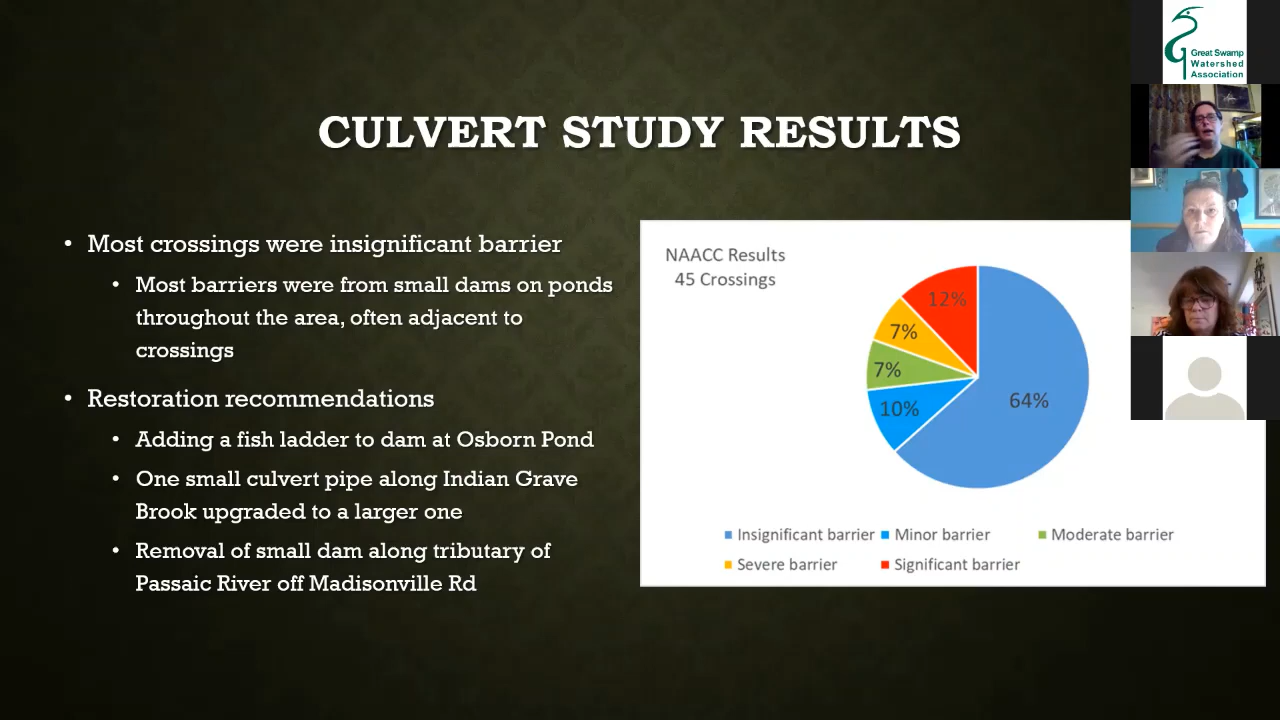 Great Swamp
Watershed
Association
CULVERT STUDY RESULTS
• Most crossings were insignificant barrier
• Most barriers were from small dams on ponds
throughout the area, often adjacent to
crossings
• Restoration recommendations
• Adding a fish ladder to dam at Osborn Pond
• One small culvert pipe along Indian Grave
Brook upgraded to a larger one
• Removal of small dam along tributary of
Passaic River off Madisonville Rd
NAACC Results
45 Crossings
12%
7%
7%
10%
64%
Insignificant barrier Minor barrier Moderate barrier
Severe barrier Significant barrier